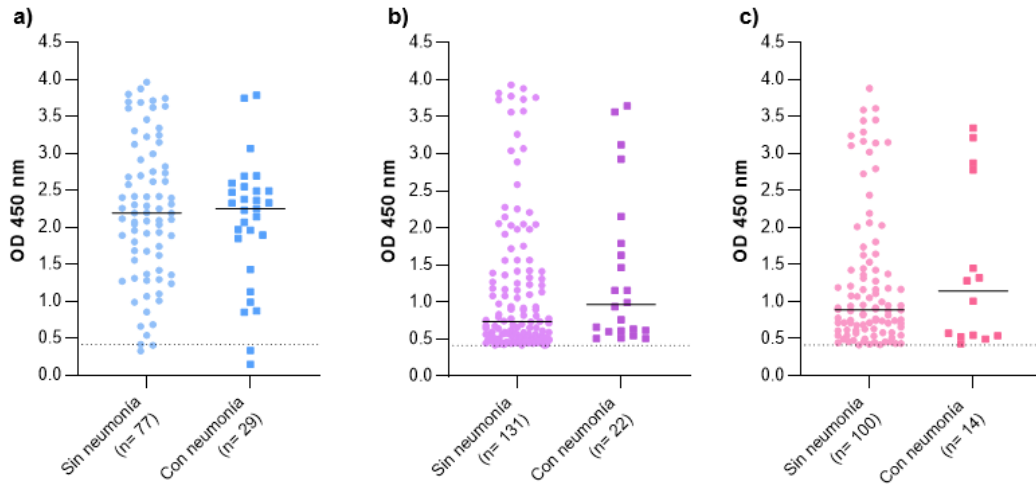 a)
OD 450 nm
4.5
4.0
3.5
3.0
2.5
2.0
1.5
1.0
0.5
0.0
Sin neumonía
(n= 77)
Con neumonía
(n= 29)
b)
OD 450 nm
4.5
4.0
3.5
3.0
2.5
2.0
1.5
1.0
0.5
0.0
Sin neumonía
(n= 131)
Con neumonía
(n= 22)
c)
OD 450 nm
4.5
4.0
3.5
3.0
2.5
2.0
1.5
1.0
0.5
0.0
Sin neumonía
(n= 100)
Con neumonía
(n= 14)